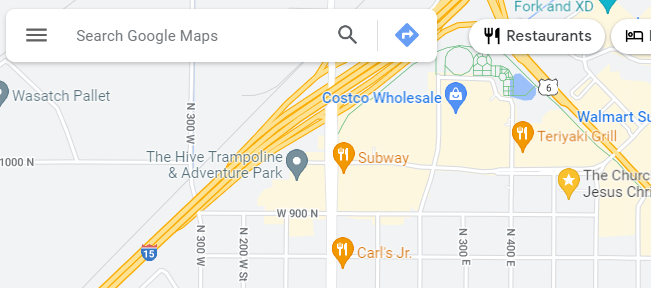 Fork and XD
Search Google Maps
Restaurants
6
Wasatch Pallet
Costco Wholesale
Walmart Su
N 300 W
Teriyaki Grill
1000 N
The Hive Trampoline
& Adventure Park
Subway
The Churc
Jesus Chri
W 900 N
N 300 W
N 200 W St
N 300 E
N 400 E
15
Carl's Jr.